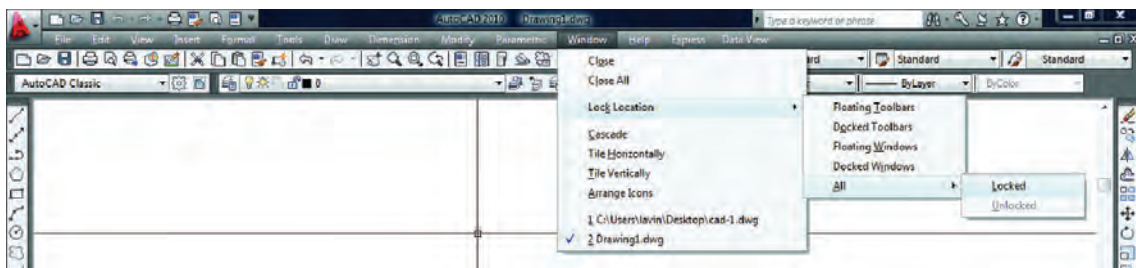 AutoCAD 2010 Drawing1.dwg Type a keyword or phrase
File Edit View Insert Format Tools Draw Dimension Modify Parametric Window Help Express Data View
Standard Standard
AutoCAD Classic 0 ByLayer ByColor
Close
Close All
Lock Location
Cascade
Tile Horizontally
Tile Vertically
Arrange Icons
1 C:\Users\lavin\Desktop\cad-1.dwg
2 Drawing1.dwg
Floating Toolbars
Docked Toolbars
Floating Windows
Docked Windows
All
Locked
Unlocked